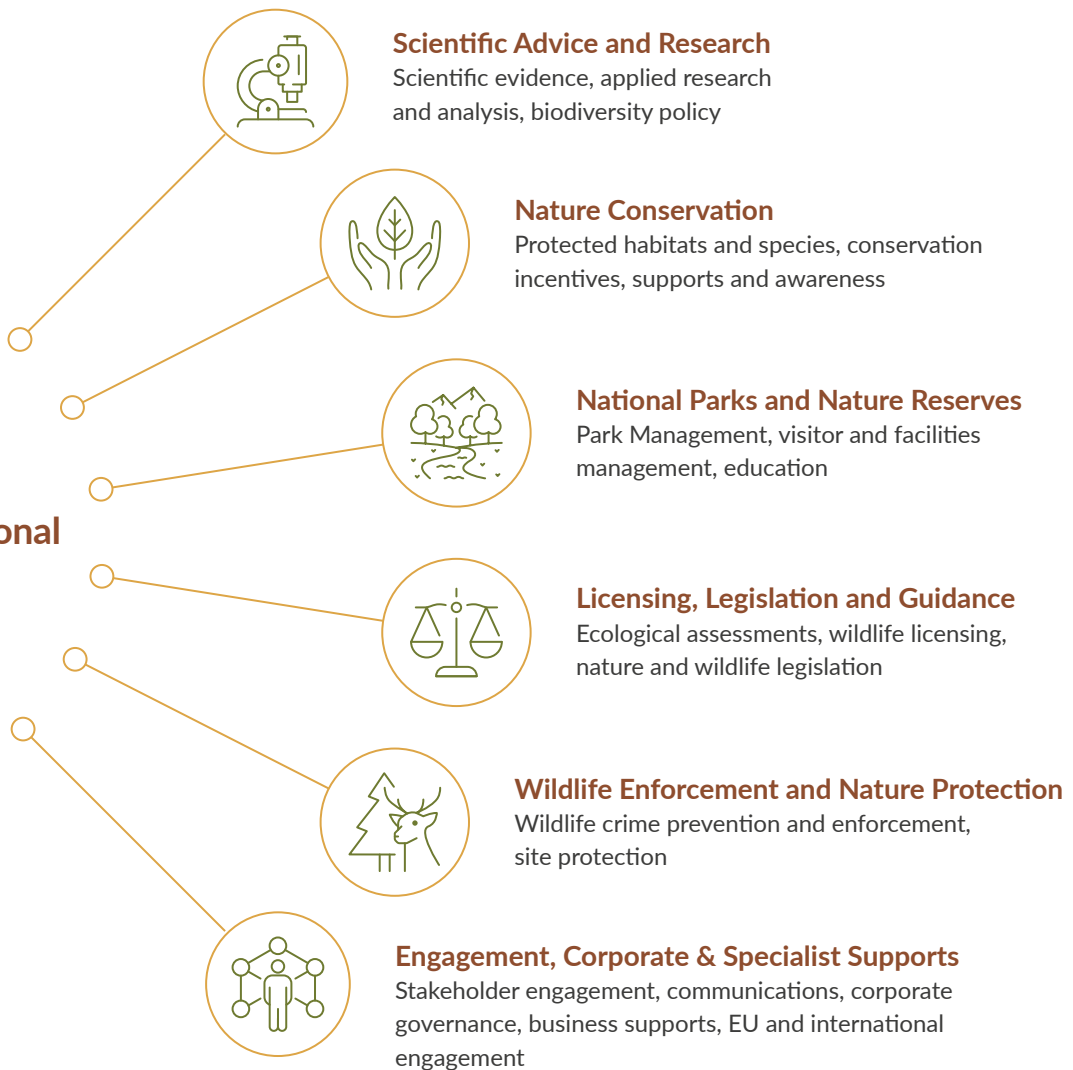 Scientific Advice and Research
Scientific evidence, applied research
and analysis, biodiversity policy
Nature Conservation
Protected habitats and species, conservation
incentives, supports and awareness
National Parks and Nature Reserves
Park Management, visitor and facilities
management, education
onal
Licensing, Legislation and Guidance
Ecological assessments, wildlife licensing,
nature and wildlife legislation
Wildlife Enforcement and Nature Protection
Wildlife crime prevention and enforcement,
site protection
Engagement, Corporate & Specialist Supports
Stakeholder engagement, communications, corporate
governance, business supports, EU and international
engagement